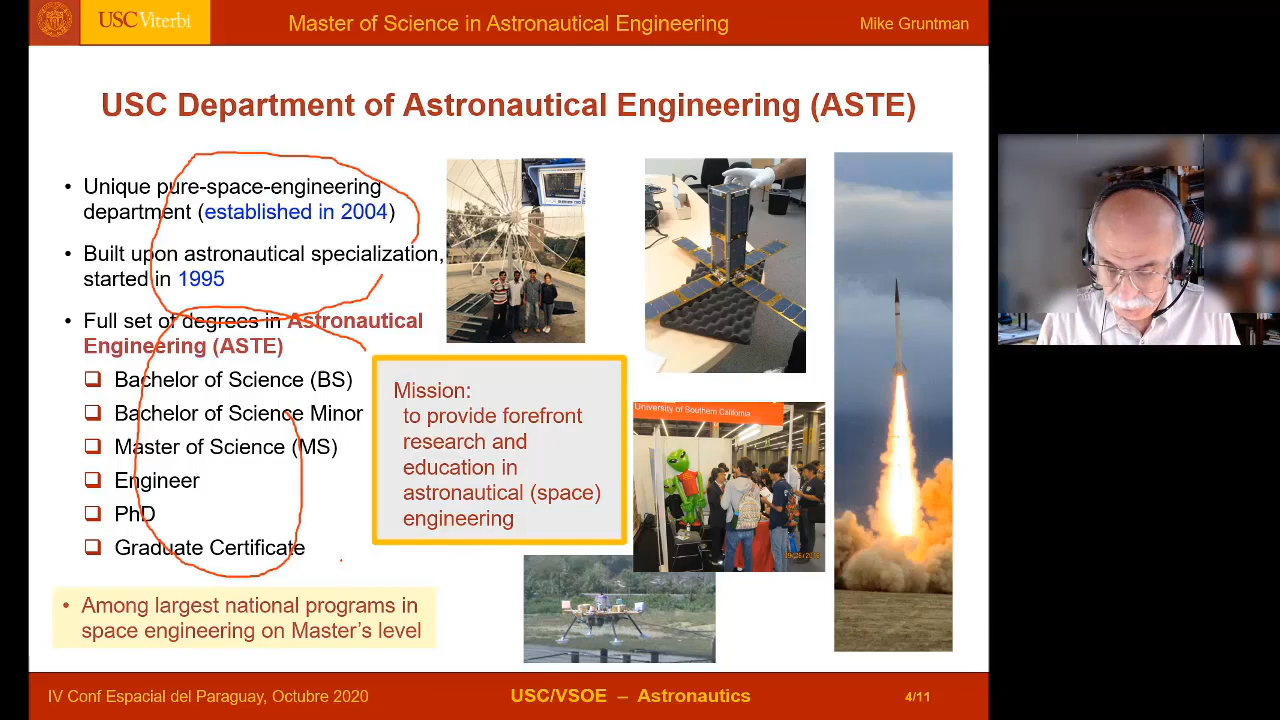 USC Viterbi
Master of Science in Astronautical Engineering
Mike Gruntman
USC Department of Astronautical Engineering (ASTE)
• Unique pure-space-engineering
department (established in 2004)
• Built upon astronautical specialization,
started in 1995
• Full set of degrees in Astronautical
Engineering (ASTE)
❑ Bachelor of Science (BS)
❑ Bachelor of Science Minor
❑ Master of Science (MS)
❑ Engineer
❑ PhD
❑ Graduate Certificate
• Among largest national programs in
space engineering on Master's level
Mission:
to provide forefront
research and
education in
astronautical (space)
engineering
University of Southern California
09/26/2016
IV Conf Espacial del Paraguay, Octubre 2020
USC/VSOE – Astronautics
4/11